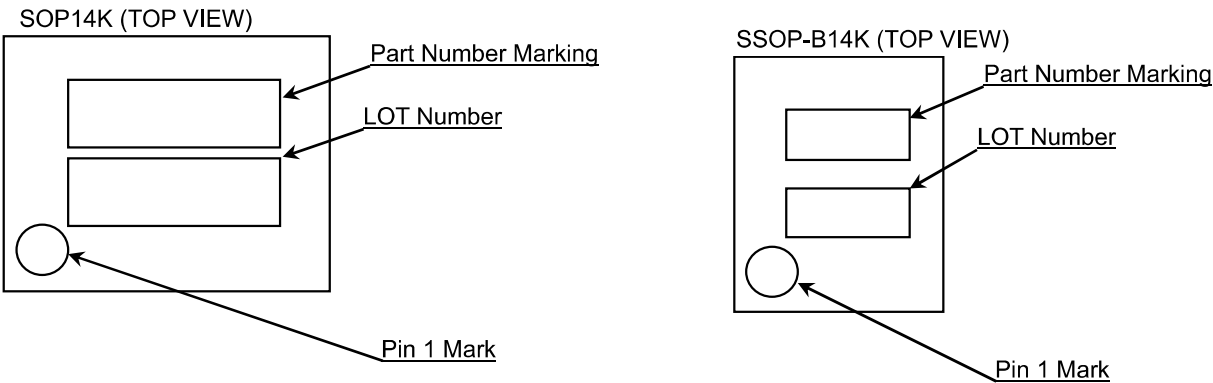 SOP14K (TOP VIEW)
Part Number Marking
LOT Number
Pin 1 Mark
SSOP-B14K (TOP VIEW)
Part Number Marking
LOT Number
Pin 1 Mark